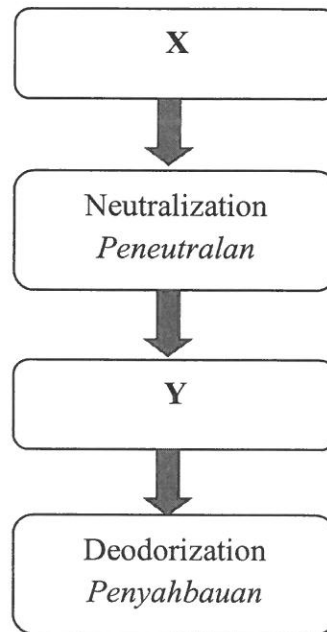 X
Neutralization
Peneutralan
Y
Deodorization
Penyahbauan